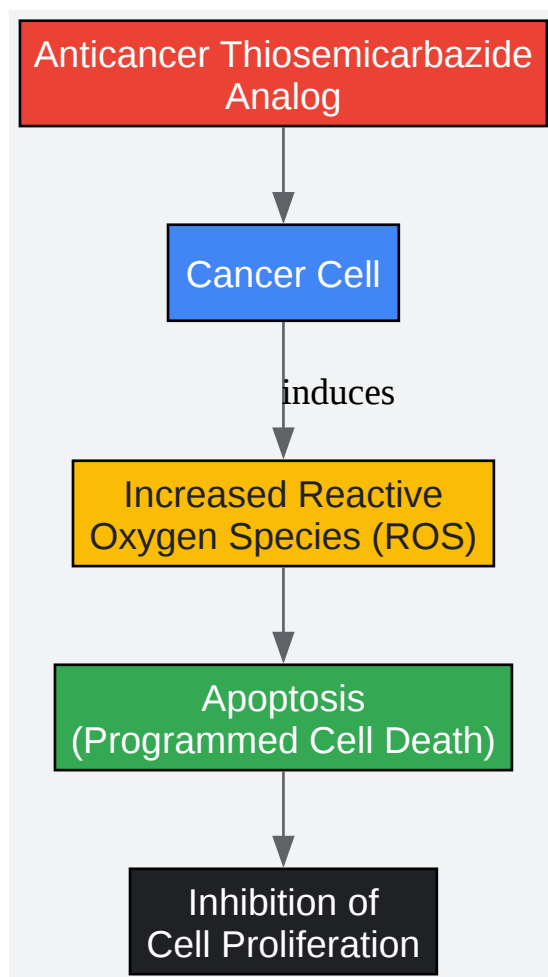 Anticancer Thiosemicarbazide
Analog
Cancer Cell
induces
Increased Reactive
Oxygen Species (ROS)
Apoptosis
(Programmed Cell Death)
Inhibition of
Cell Proliferation